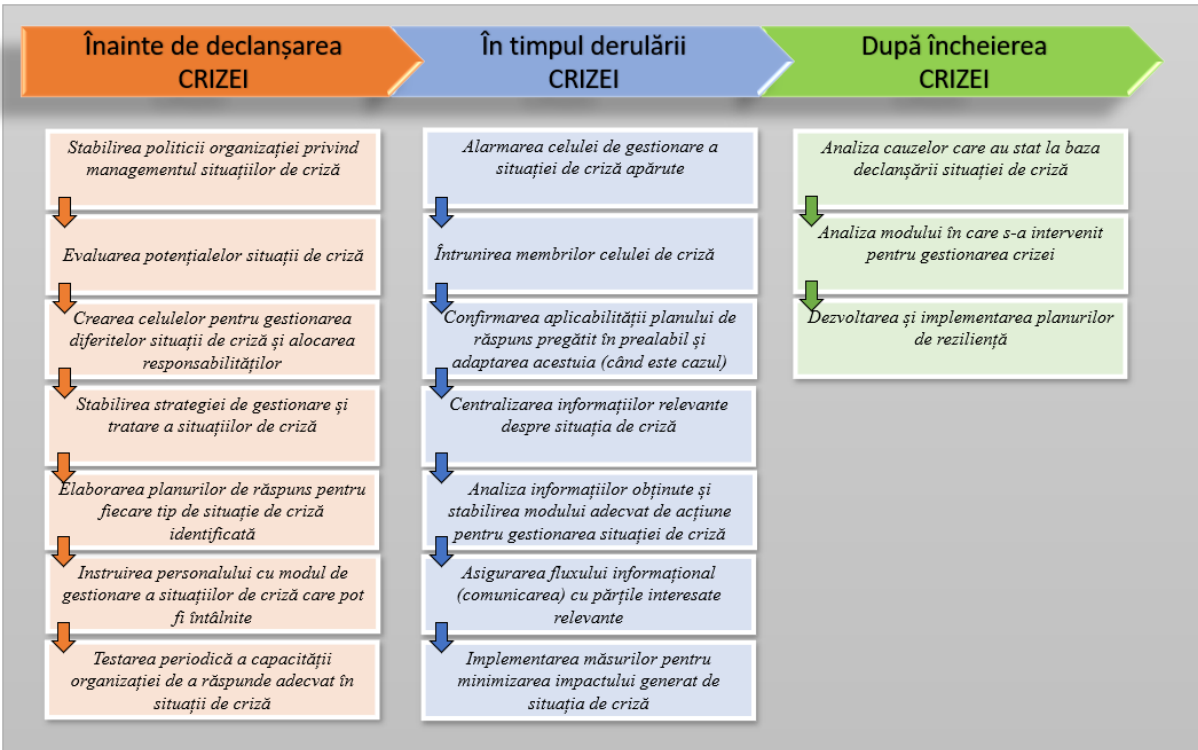 Înainte de declanșarea
CRIZEI
În timpul derulării
CRIZEI
După încheierea
CRIZEI
Stabilirea politicii organizației privind
managementul situațiilor de criză
Evaluarea potențialelor situații de criză
Crearea celulelor pentru gestionarea
diferitelor situații de criză și alocarea
responsabilităților
Stabilirea strategiei de gestionare și
tratare a situațiilor de criză
Elaborarea planurilor de răspuns pentru
fiecare tip de situație de criză
identificată
Instruirea personalului cu modul de
gestionare a situațiilor de criză care pot
fi întâlnite
Testarea periodică a capacității
organizației de a răspunde adecvat în
situații de criză
Alarmarea celulei de gestionare a
situației de criză apărute
Întrunirea membrilor celulei de criză
Confirmarea aplicabilității planului de
răspuns pregătit în prealabil și
adaptarea acestuia (când este cazul)
Centralizarea informațiilor relevante
despre situația de criză
Analiza informațiilor obținute și
stabilirea modului adecvat de acțiune
pentru gestionarea situației de criză
Asigurarea fluxului informațional
(comunicarea) cu părțile interesate
relevante
Implementarea măsurilor pentru
minimizarea impactului generat de
situația de criză
Analiza cauzelor care au stat la baza
declanșării situației de criză
Analiza modului în care s-a intervenit
pentru gestionarea crizei
Dezvoltarea și implementarea planurilor
de reziliență